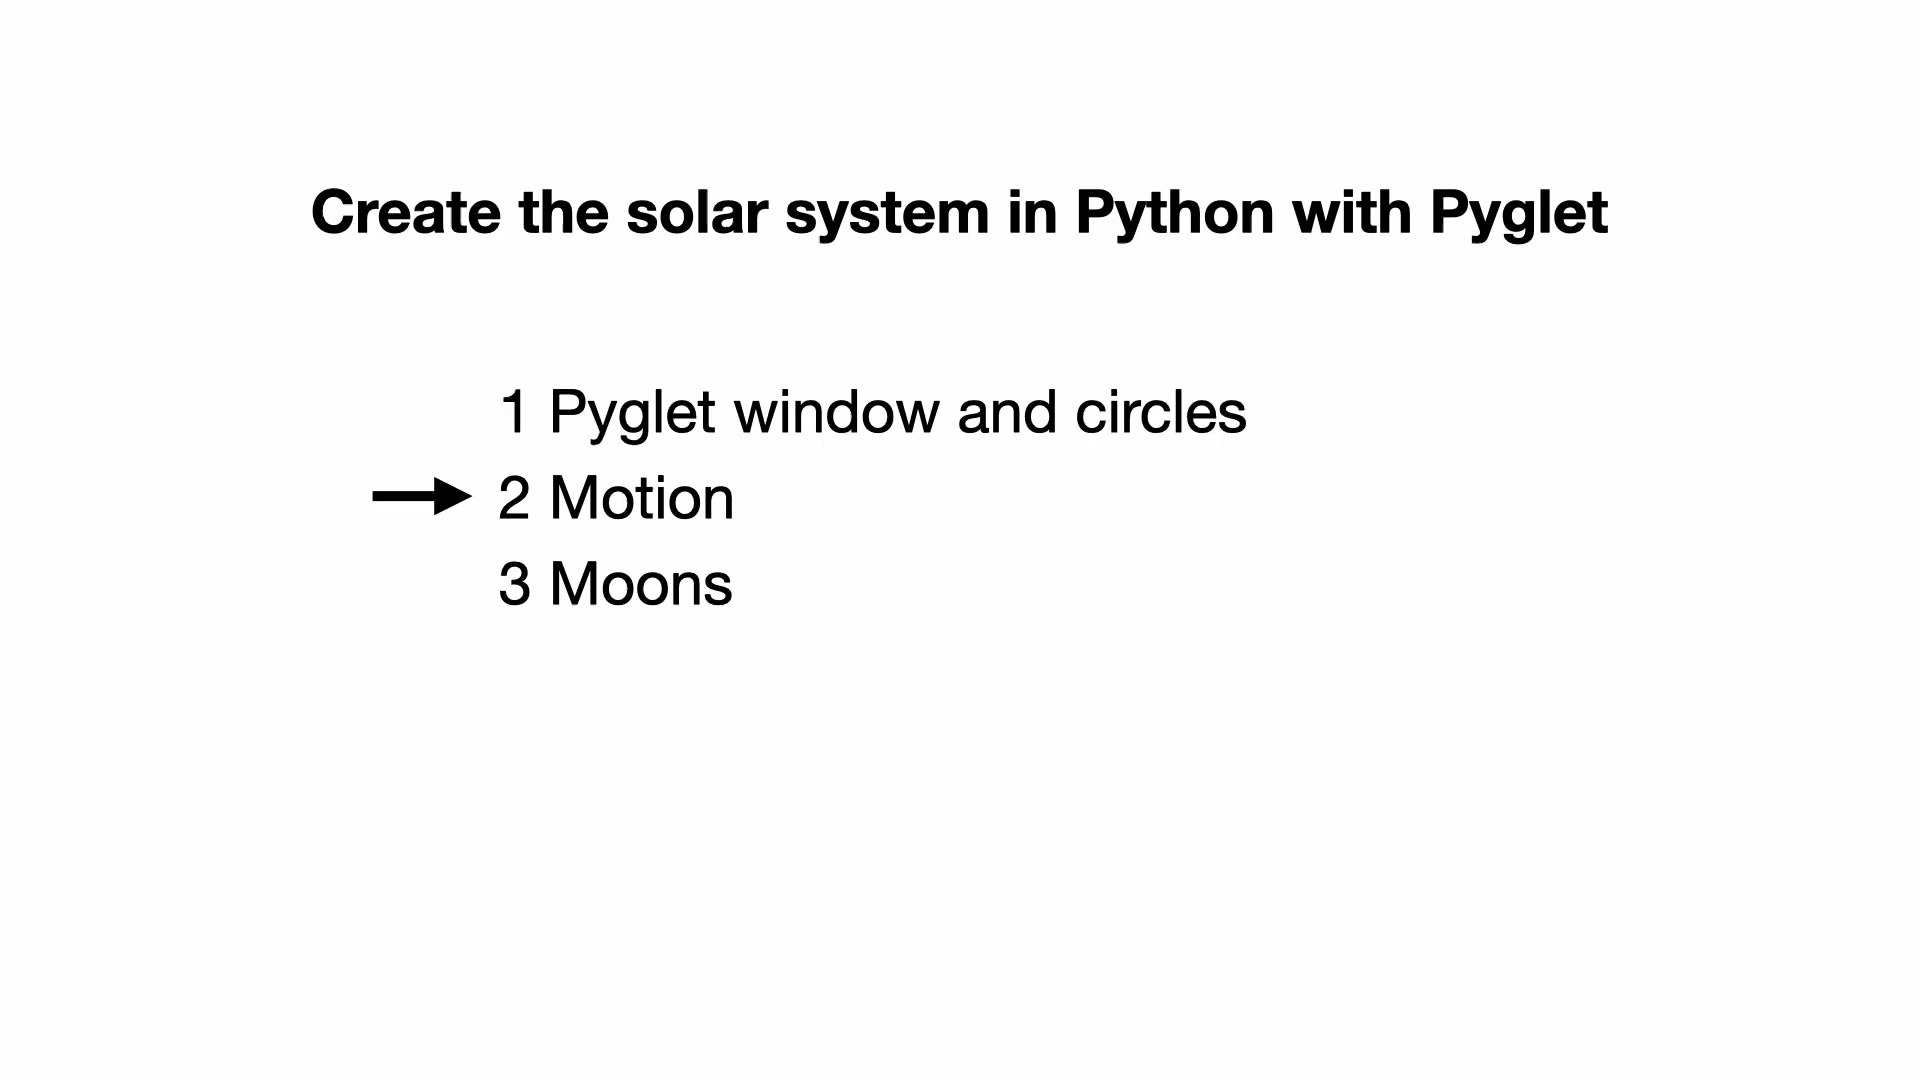 Create the solar system in Python with Pyglet
1 Pyglet window and circles
2 Motion
3 Moons